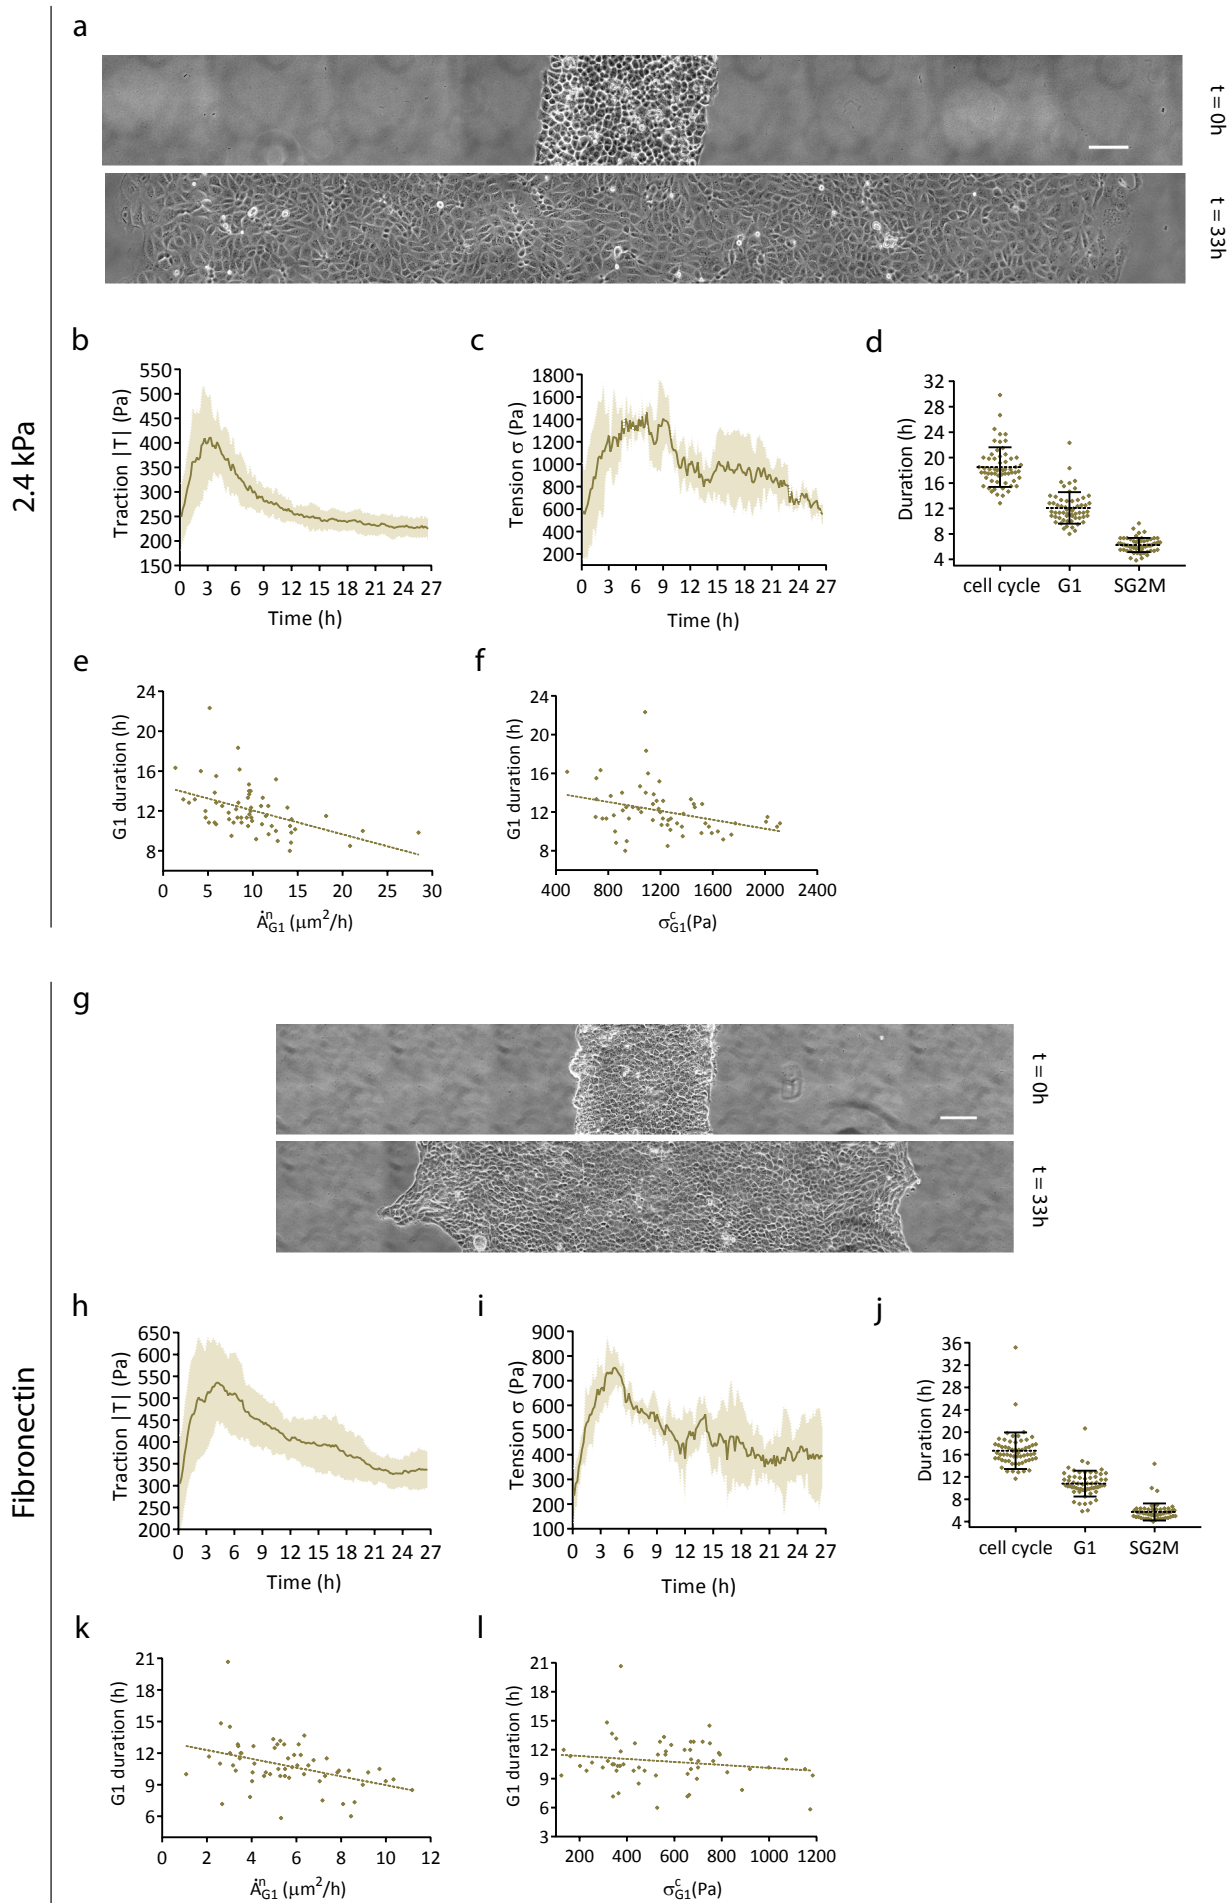 2.4 kPa
a
t = 0h
t = 33h
b
Traction |T| (Pa)
550
500
450
400
350
300
250
200
150
0 3 6 9 12 15 18 21 24 27
Time (h)
c
Tension σ (Pa)
1800
1600
1400
1200
1000
800
600
400
200
0 3 6 9 12 15 18 21 24 27
Time (h)
d
Duration (h)
32
28
24
20
16
12
8
4
cell cycle G1 SG2M
e
G1 duration (h)
24
20
16
12
8
0 5 10 15 20 25 30
Ȧⁿ_G1 (μm²/h)
f
G1 duration (h)
24
20
16
12
8
400 800 1200 1600 2000 2400
σᶜ_G1(Pa)
Fibronectin
g
t = 0h
t = 33h
h
Traction |T| (Pa)
650
600
550
500
450
400
350
300
250
200
0 3 6 9 12 15 18 21 24 27
Time (h)
i
Tension σ (Pa)
900
800
700
600
500
400
300
200
100
0 3 6 9 12 15 18 21 24 27
Time (h)
j
Duration (h)
36
32
28
24
20
16
12
8
4
cell cycle G1 SG2M
k
G1 duration (h)
21
18
15
12
9
6
0 2 4 6 8 10 12
Ȧⁿ_G1 (μm²/h)
l
G1 duration (h)
21
18
15
12
9
6
3
200 400 600 800 1000 1200
σᶜ_G1(Pa)